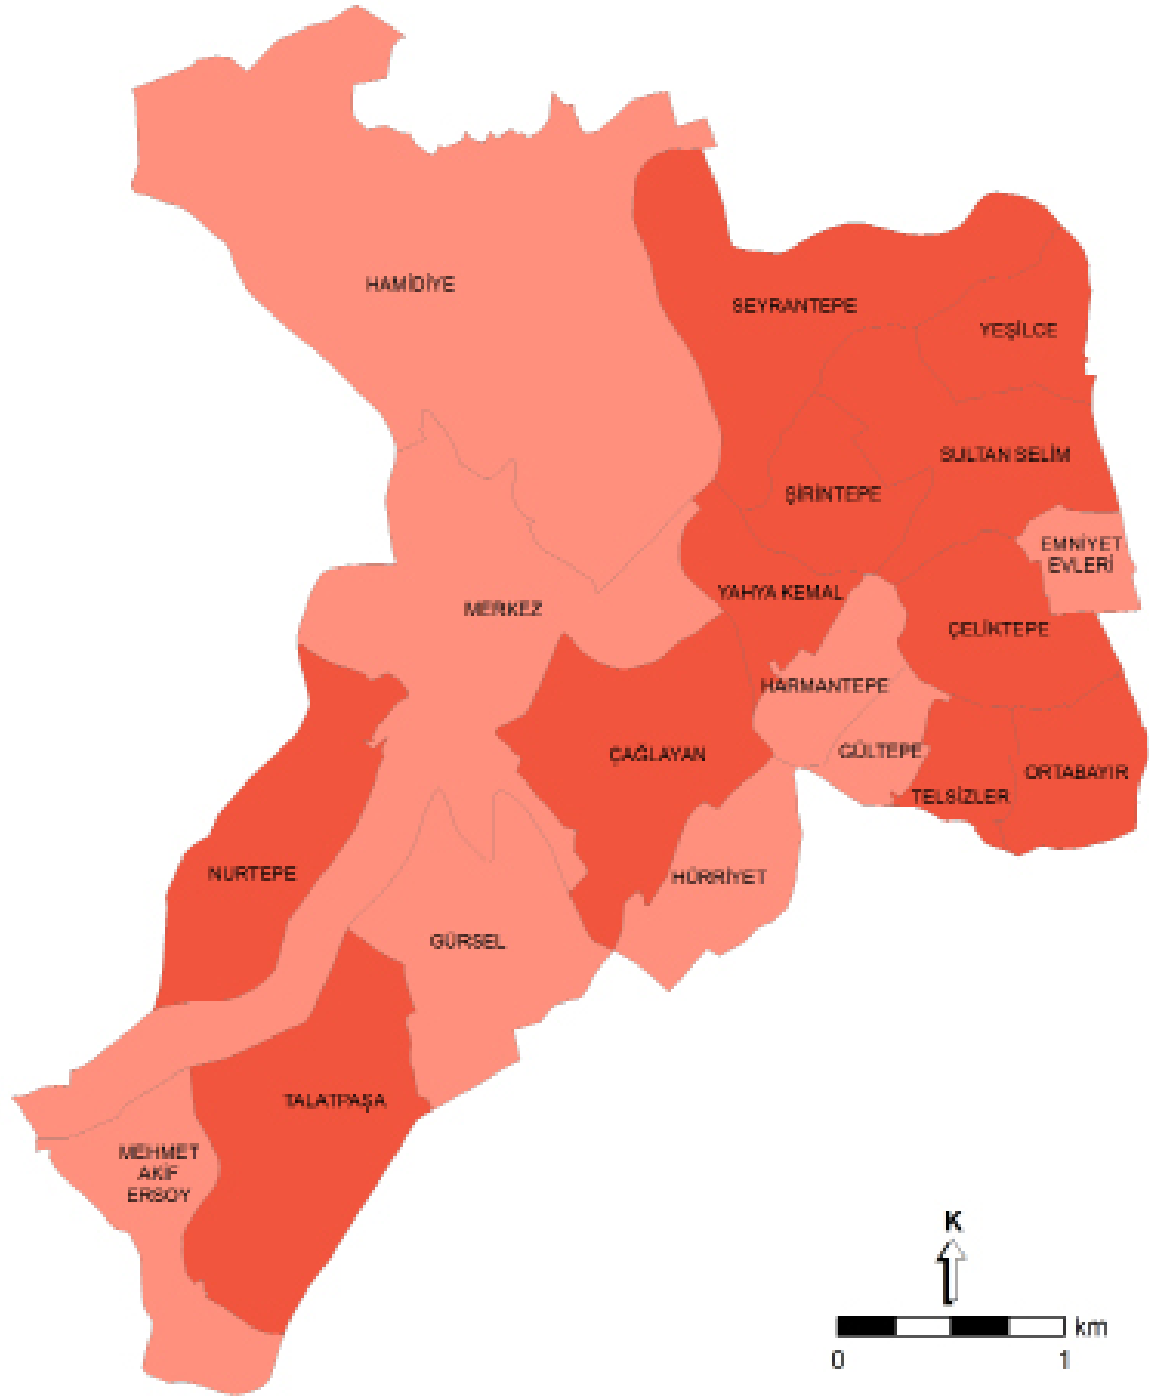 HAMİDİYE
SEYRANTEPE
YEŞİLCE
SULTAN SELİM
ŞİRİNTEPE
EMNİYET
EVLERİ
YAHYA KEMAL
MERKEZ
ÇELİKTEPE
HARMANTEPE
GÜLTEPE
ÇAĞLAYAN
ORTABAYIR
TELSİZLER
NURTEPE
HÜRRİYET
GÜRSEL
TALATPAŞA
MEHMET
AKİF
ERSOY
K
km
0 1